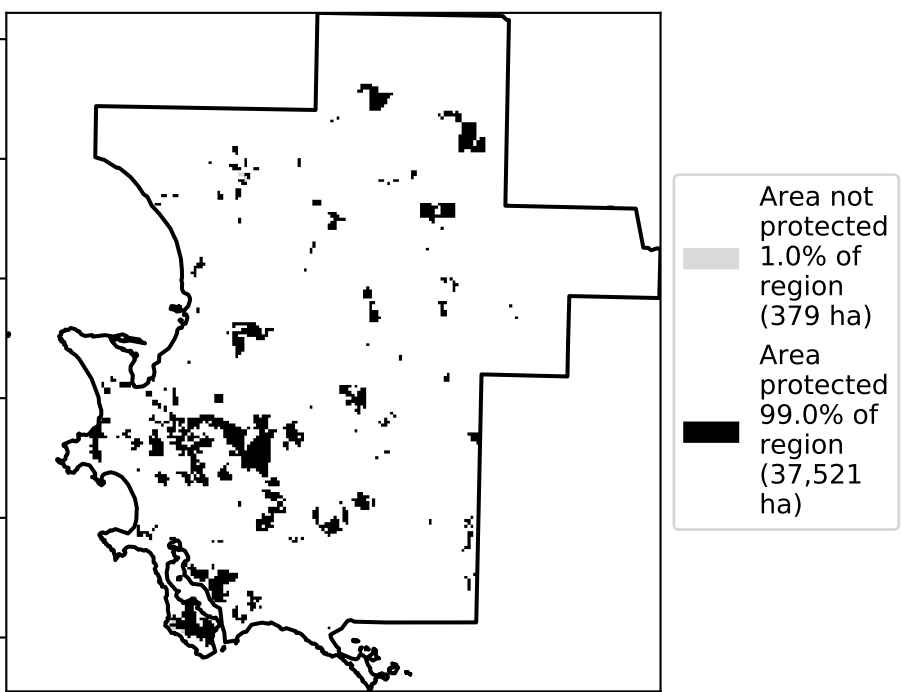 Area not
protected
1.0% of
region
(379 ha)
Area
protected
99.0% of
region
(37,521
ha)